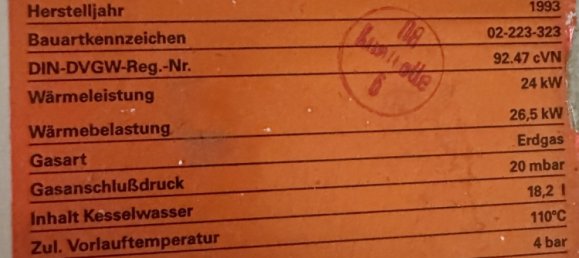 Herstelljahr 1993
Bauartkennzeichen 02-223-323
DIN-DVGW-Reg.-Nr. 92.47 cVN
Wärmeleistung 24 kW
Wärmebelastung 26,5 kW
Gasart Erdgas
Gasanschlußdruck 20 mbar
Inhalt Kesselwasser 18,2 l
Zul. Vorlauftemperatur 110°C
4 bar
6